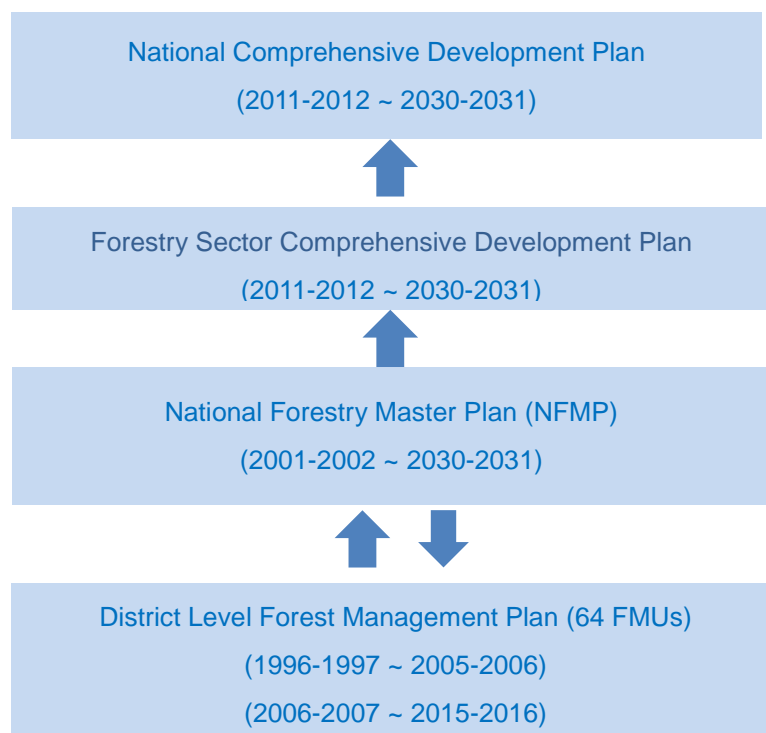 National Comprehensive Development Plan
(2011-2012 ~ 2030-2031)
Forestry Sector Comprehensive Development Plan
(2011-2012 ~ 2030-2031)
National Forestry Master Plan (NFMP)
(2001-2002 ~ 2030-2031)
District Level Forest Management Plan (64 FMUs)
(1996-1997 ~ 2005-2006)
(2006-2007 ~ 2015-2016)